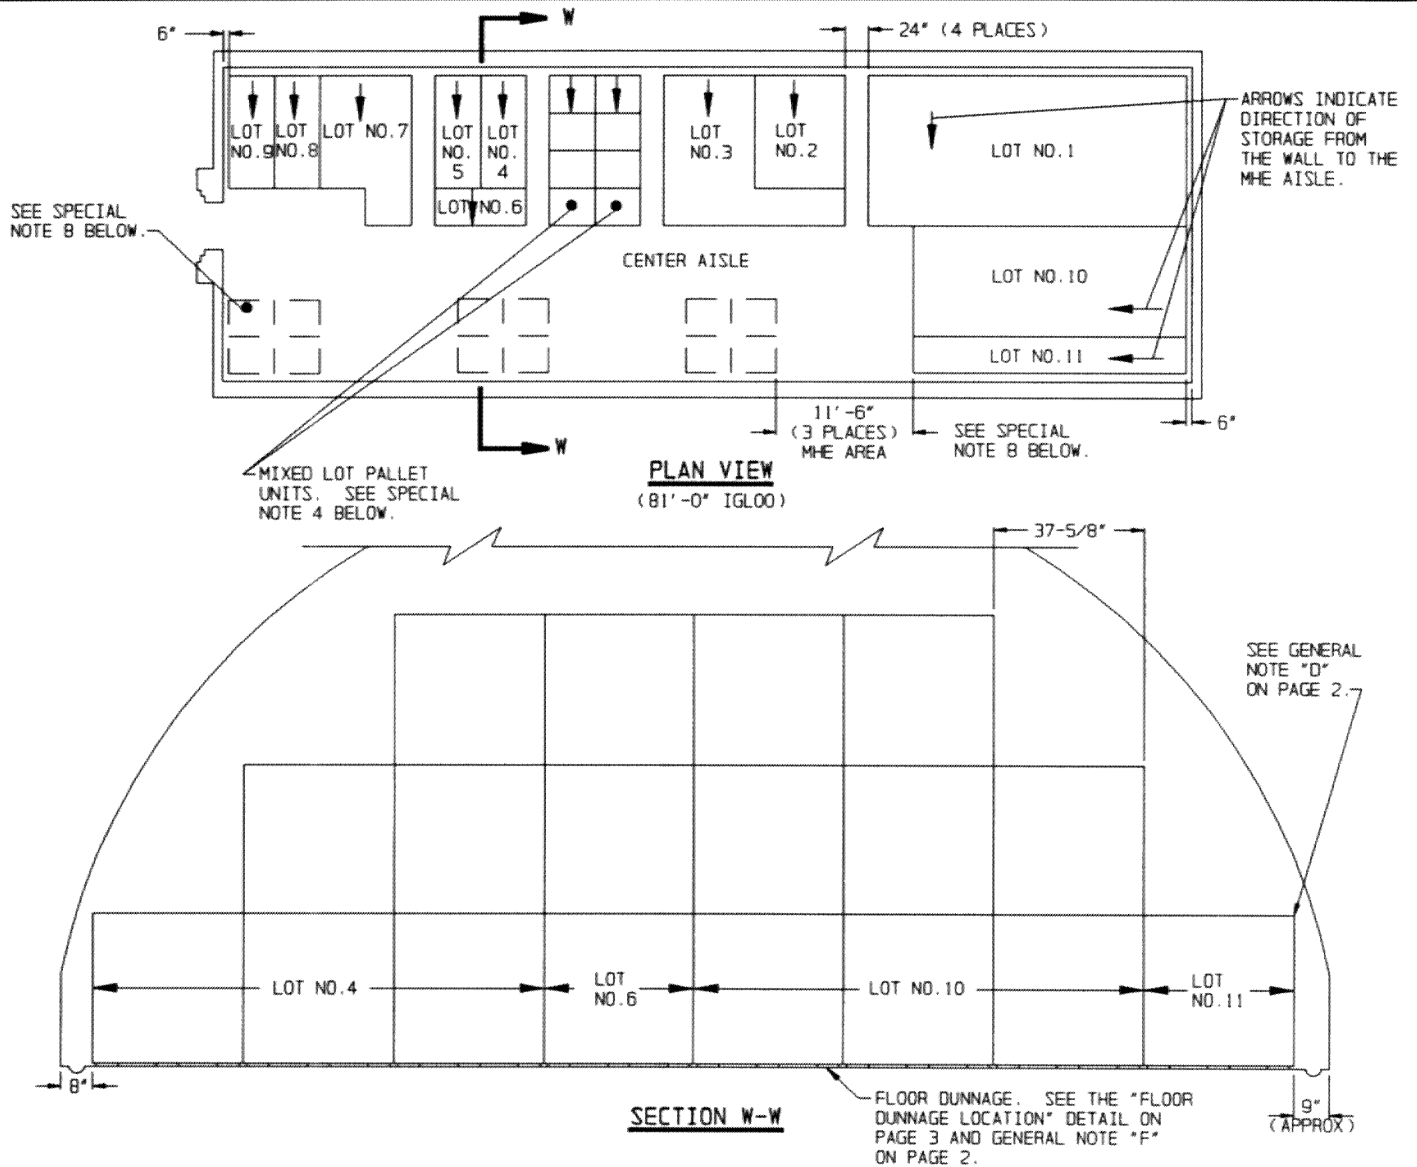 6"
W
24" (4 PLACES)
ARROWS INDICATE
DIRECTION OF
STORAGE FROM
THE WALL TO THE
MHE AISLE.
LOT
NO.9
LOT
NO.8
LOT NO.7
LOT
NO.
5
LOT
NO.
4
LOT NO.6
LOT
NO.3
LOT
NO.2
LOT NO.1
SEE SPECIAL
NOTE 8 BELOW.
CENTER AISLE
LOT NO.10
LOT NO.11
11'-6"
(3 PLACES)
MHE AREA
SEE SPECIAL
NOTE 8 BELOW.
6"
W
MIXED LOT PALLET
UNITS. SEE SPECIAL
NOTE 4 BELOW.
PLAN VIEW
(81'-0" IGLOO)
37-5/8"
SEE GENERAL
NOTE "D"
ON PAGE 2.
LOT NO.4
LOT
NO.6
LOT NO.10
LOT
NO.11
8"
9"
(APPROX)
SECTION W-W
FLOOR DUNNAGE. SEE THE "FLOOR
DUNNAGE LOCATION" DETAIL ON
PAGE 3 AND GENERAL NOTE "F"
ON PAGE 2.